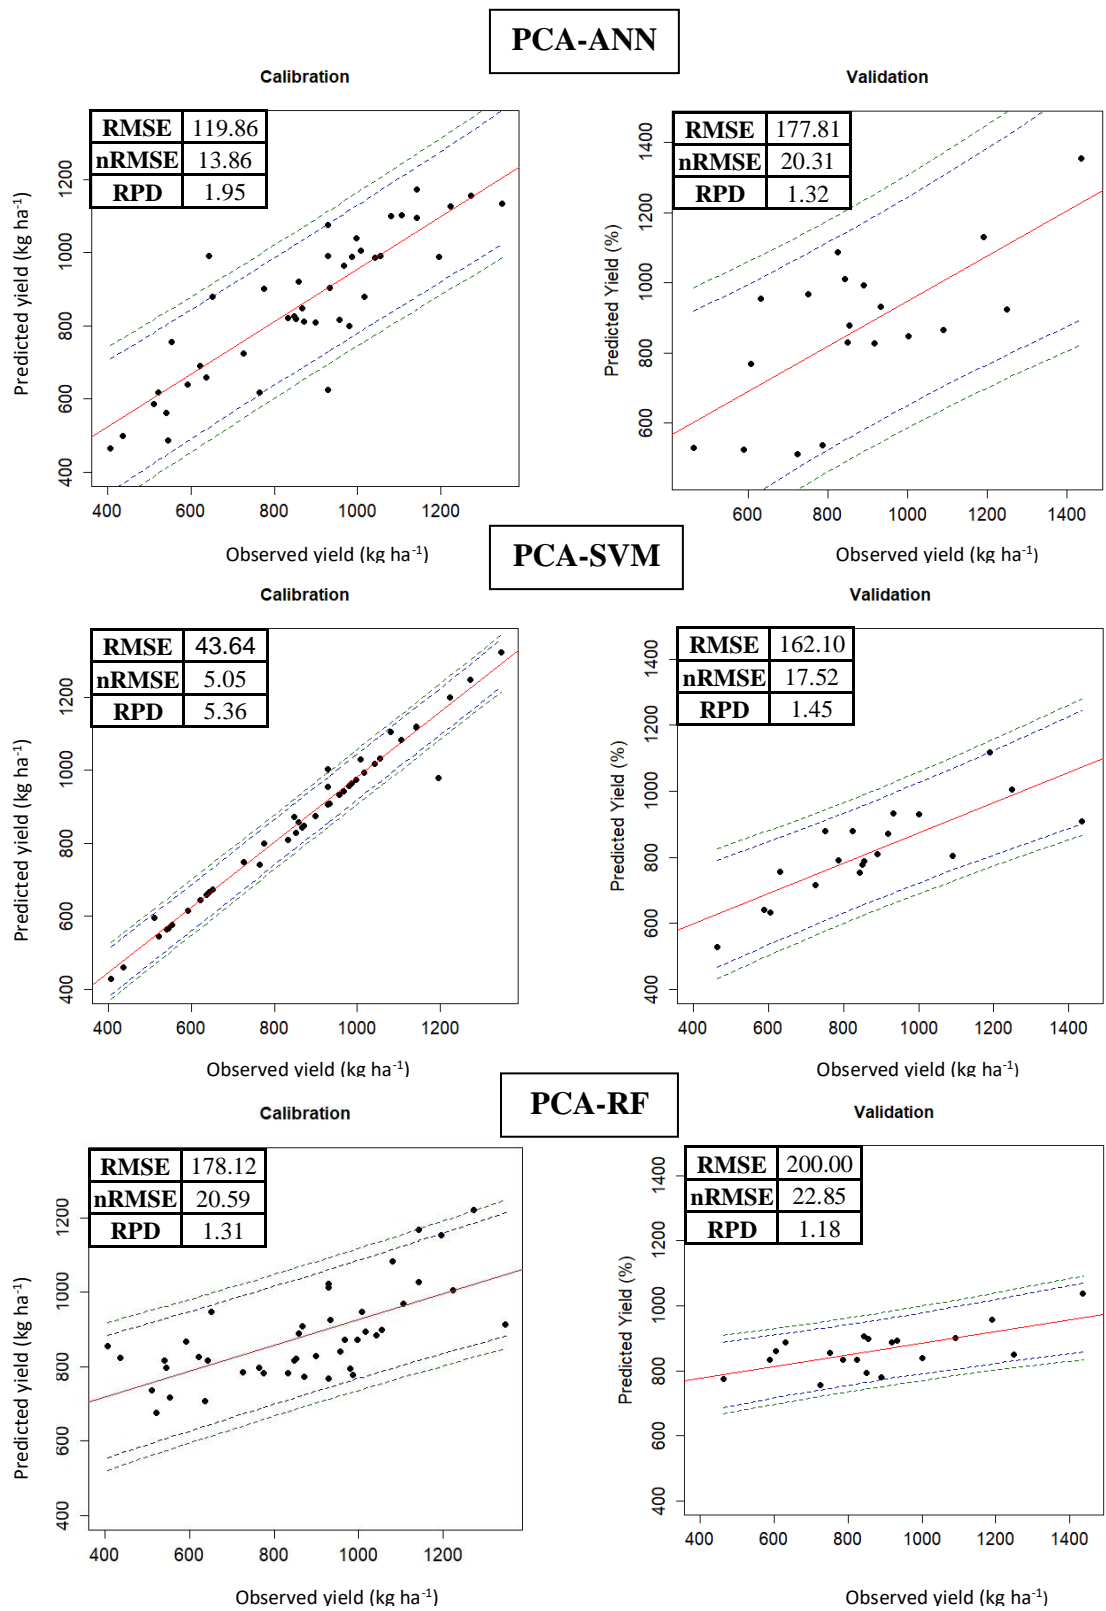 PCA-ANN
Calibration
RMSE 119.86
nRMSE 13.86
RPD 1.95
Predicted yield (kg ha-1)
400 600 800 1000 1200
400 600 800 1000 1200
Observed yield (kg ha-1)
Validation
RMSE 177.81
nRMSE 20.31
RPD 1.32
Predicted Yield (%)
600 800 1000 1200 1400
600 800 1000 1200 1400
Observed yield (kg ha-1)
PCA-SVM
Calibration
RMSE 43.64
nRMSE 5.05
RPD 5.36
Predicted yield (kg ha-1)
400 600 800 1000 1200
400 600 800 1000 1200
Observed yield (kg ha-1)
Validation
RMSE 162.10
nRMSE 17.52
RPD 1.45
Predicted Yield (%)
400 600 800 1000 1200 1400
400 600 800 1000 1200 1400
Observed yield (kg ha-1)
PCA-RF
Calibration
RMSE 178.12
nRMSE 20.59
RPD 1.31
Predicted yield (kg ha-1)
400 600 800 1000 1200
400 600 800 1000 1200
Observed yield (kg ha-1)
Validation
RMSE 200.00
nRMSE 22.85
RPD 1.18
Predicted Yield (%)
400 600 800 1000 1200 1400
400 600 800 1000 1200 1400
Observed yield (kg ha-1)